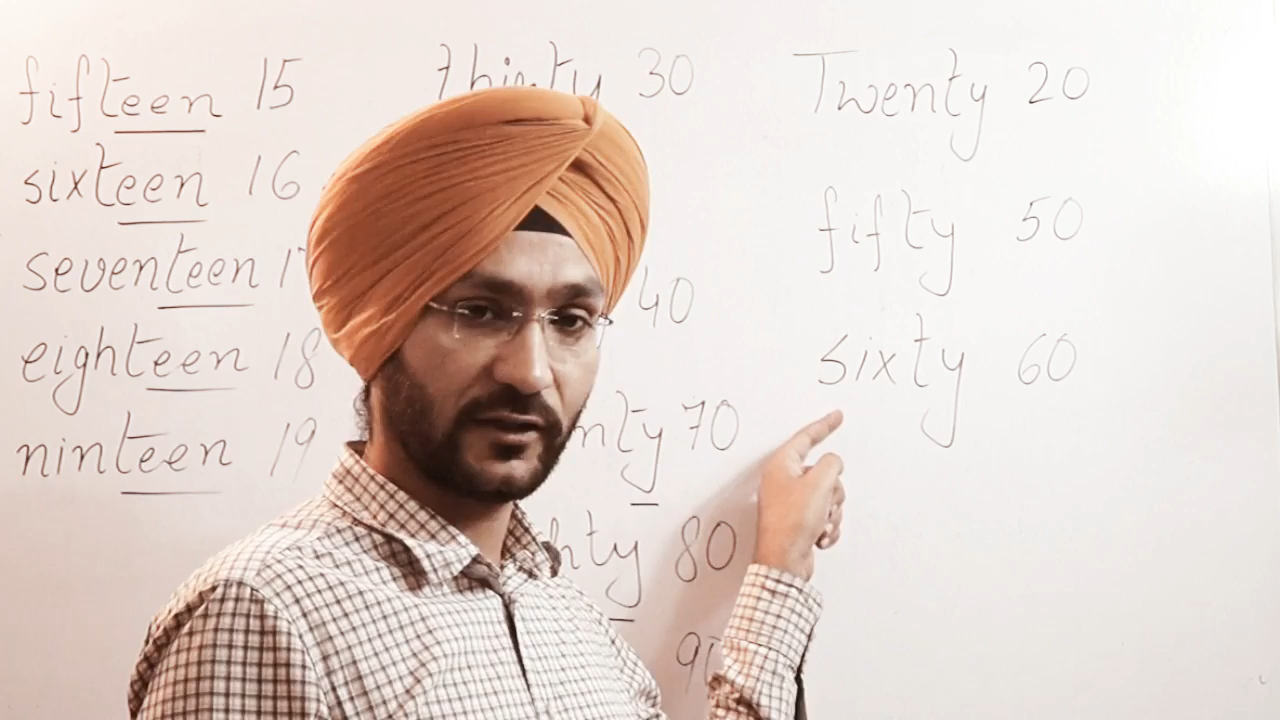 fifteen 15
sixteen 16
seventeen
eighteen 18
ninteen 19
thirty 30
40
70
80
Twenty 20
fifty 50
sixty 60